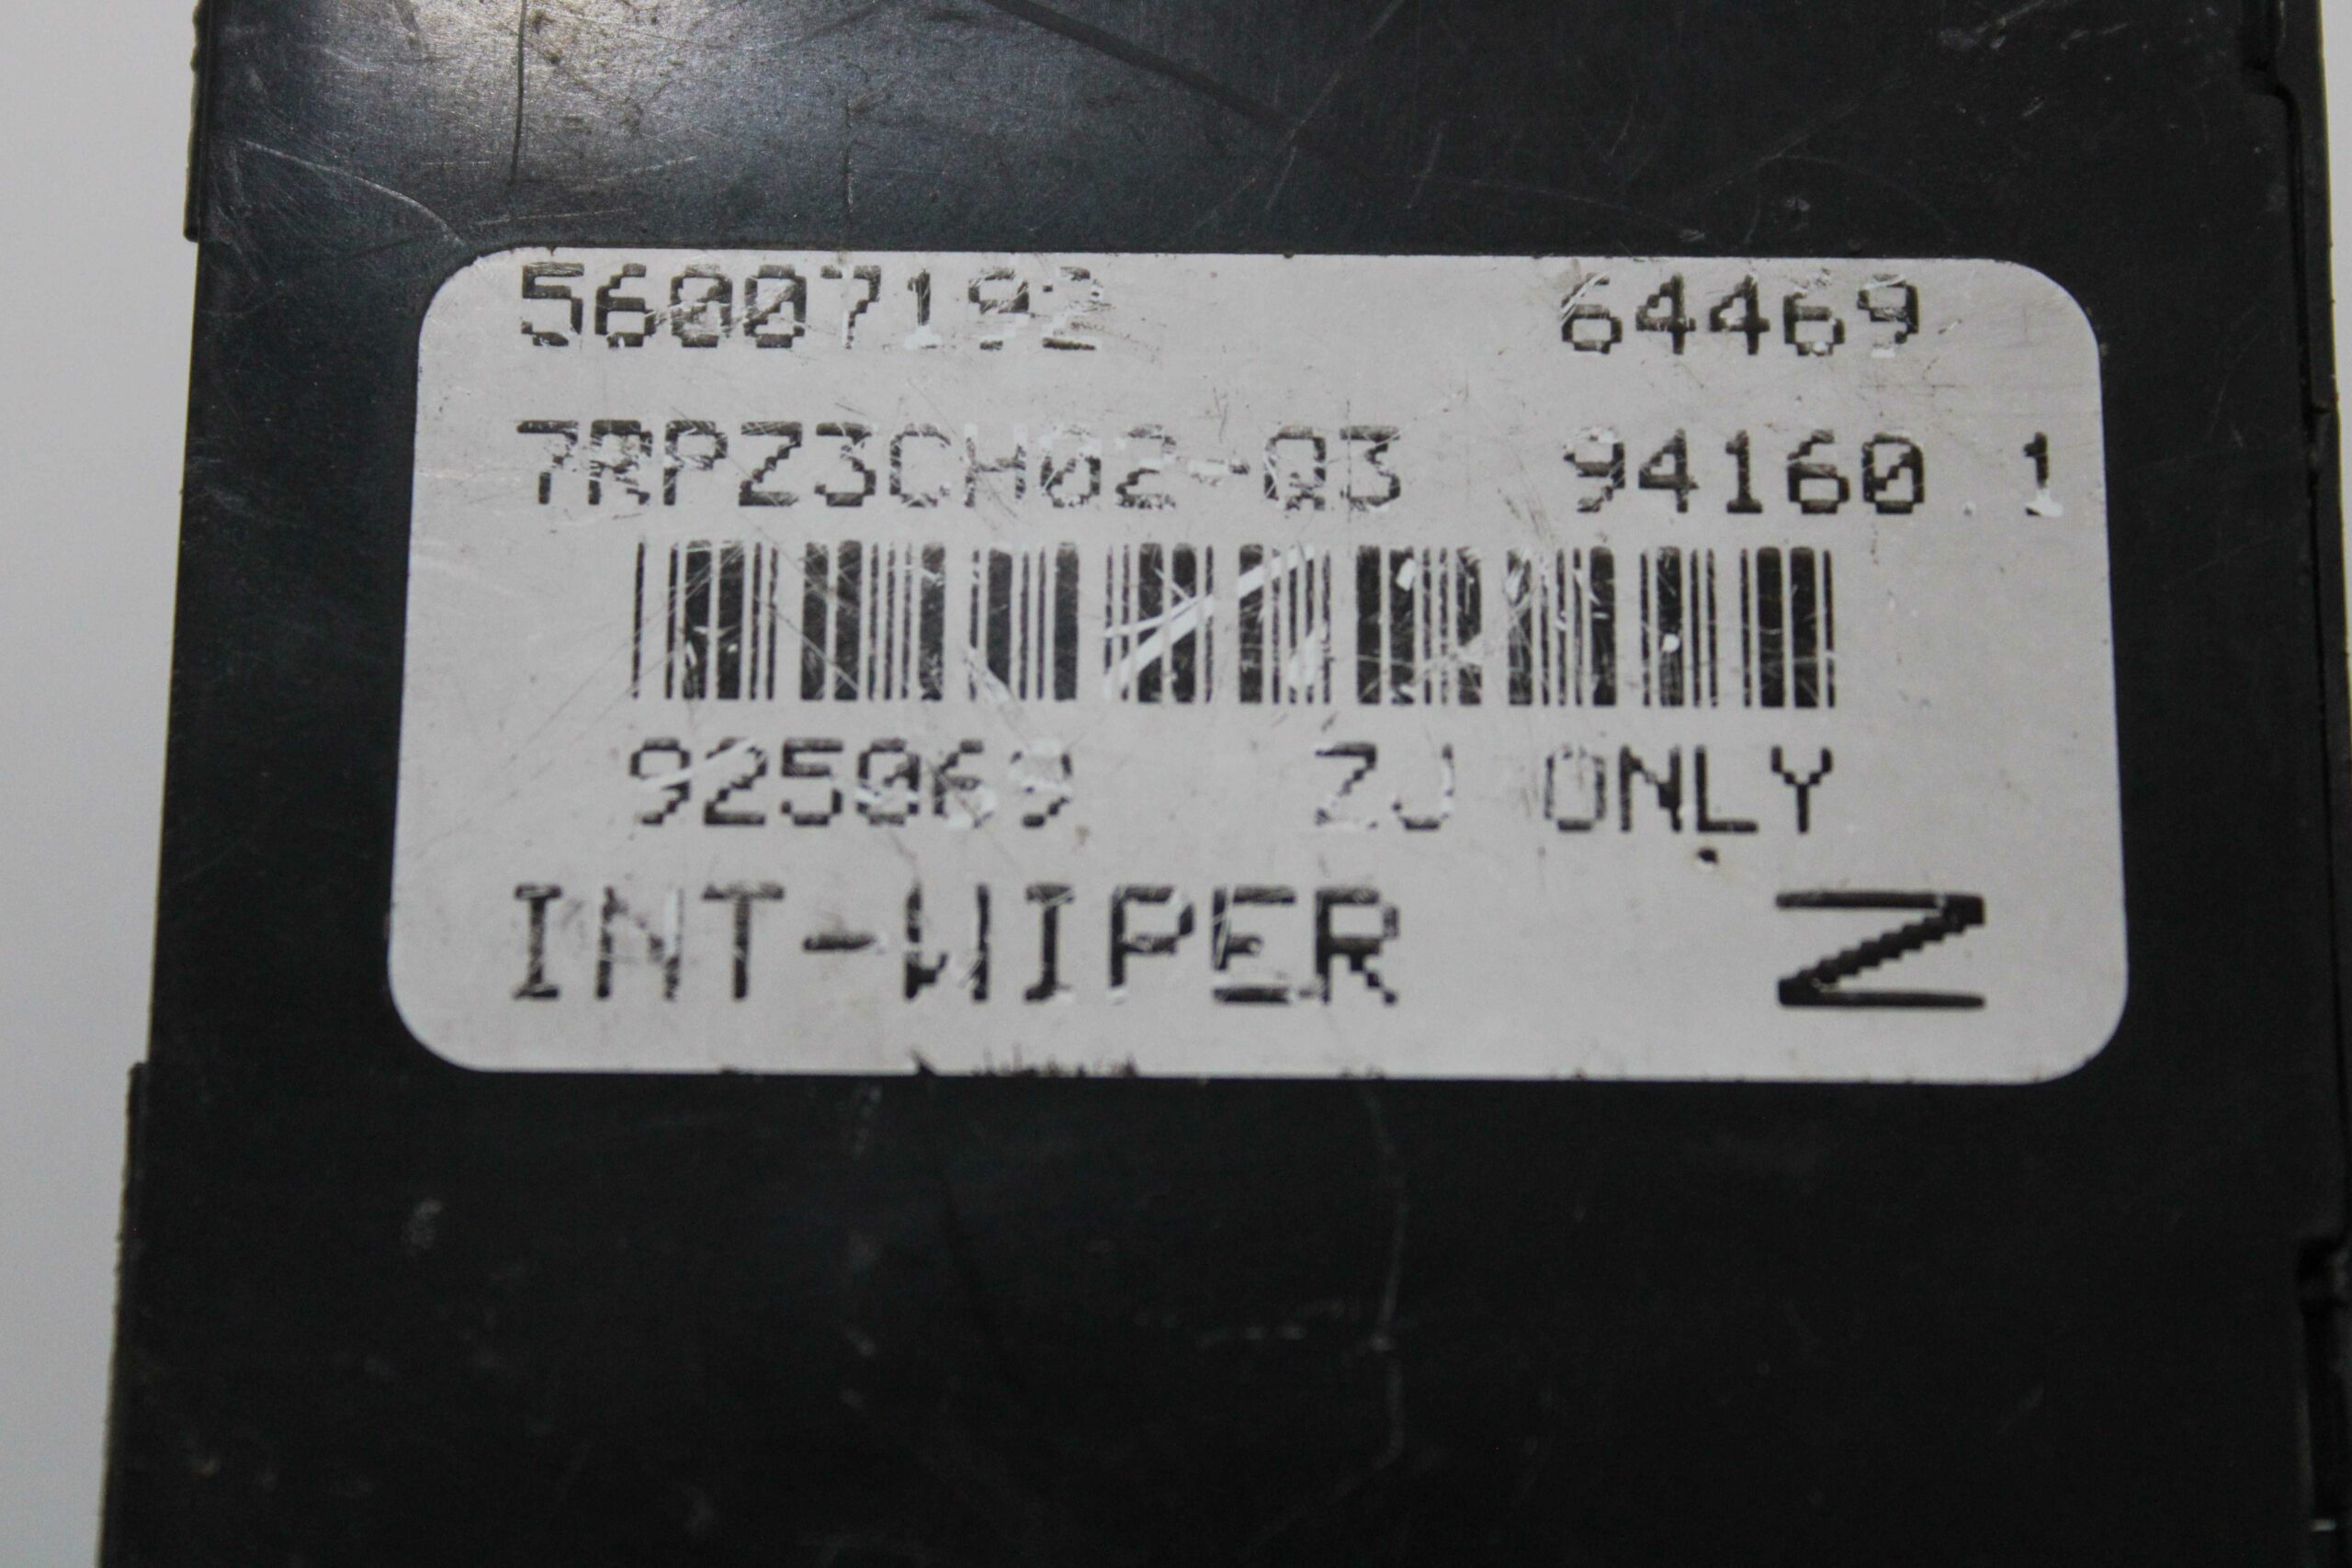 56007192 64469
7RPZ3CH02-Q3 94160.1
925069 ZJ ONLY
INT-WIPER Z